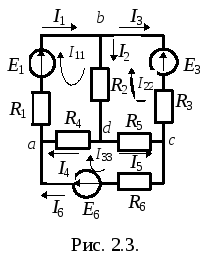 I1 b I3
E1 I11 I2 I22 E3
R1 R2 R3
R4 R5
a d c
I4 I33 I5
I6 E6 R6
Рис. 2.3.